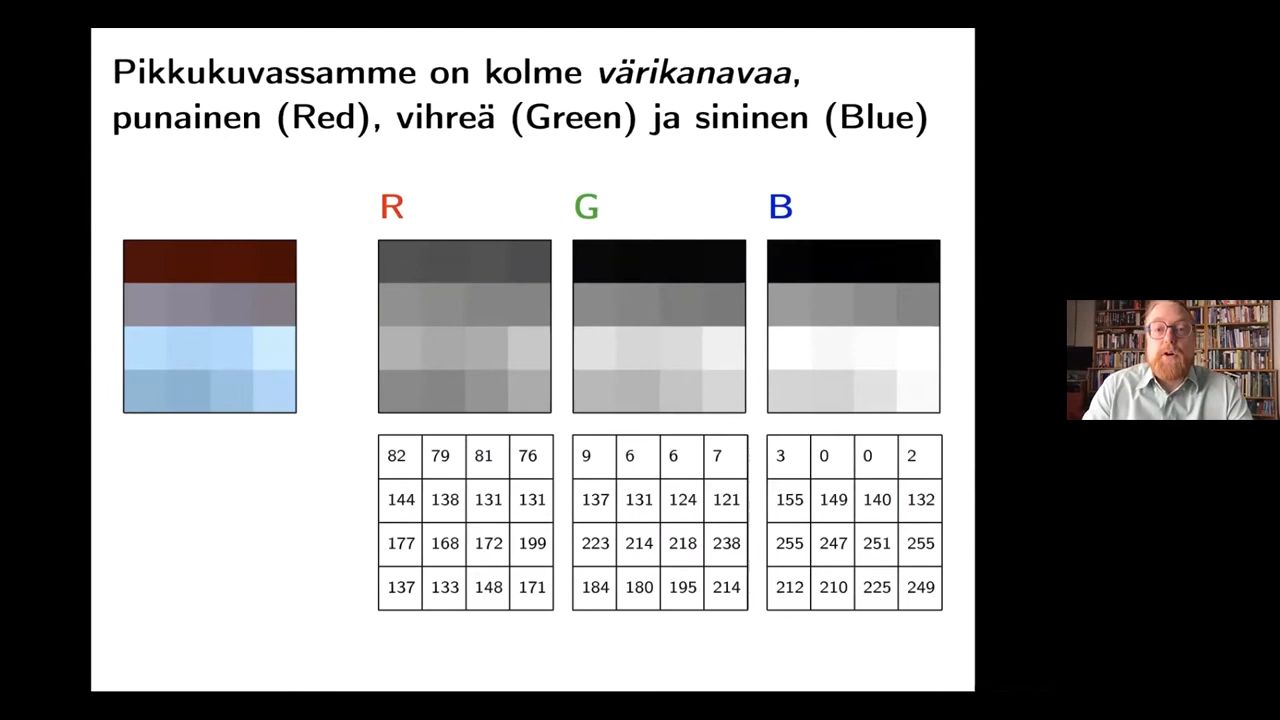 Pikkukuvassamme on kolme värikanavaa,
punainen (Red), vihreä (Green) ja sininen (Blue)
R G B
82 79 81 76 9 6 6 7 3 0 0 2
144 138 131 131 137 131 124 121 155 149 140 132
177 168 172 199 223 214 218 238 255 247 251 255
137 133 148 171 184 180 195 214 212 210 225 249